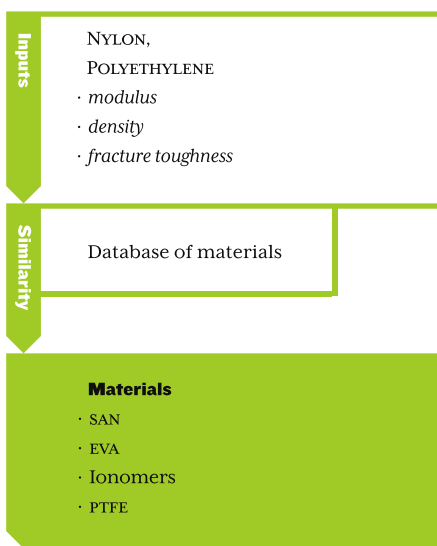 Inputs
NYLON,
POLYETHYLENE
· modulus
· density
· fracture toughness
Similarity
Database of materials
Materials
· SAN
· EVA
· Ionomers
· PTFE